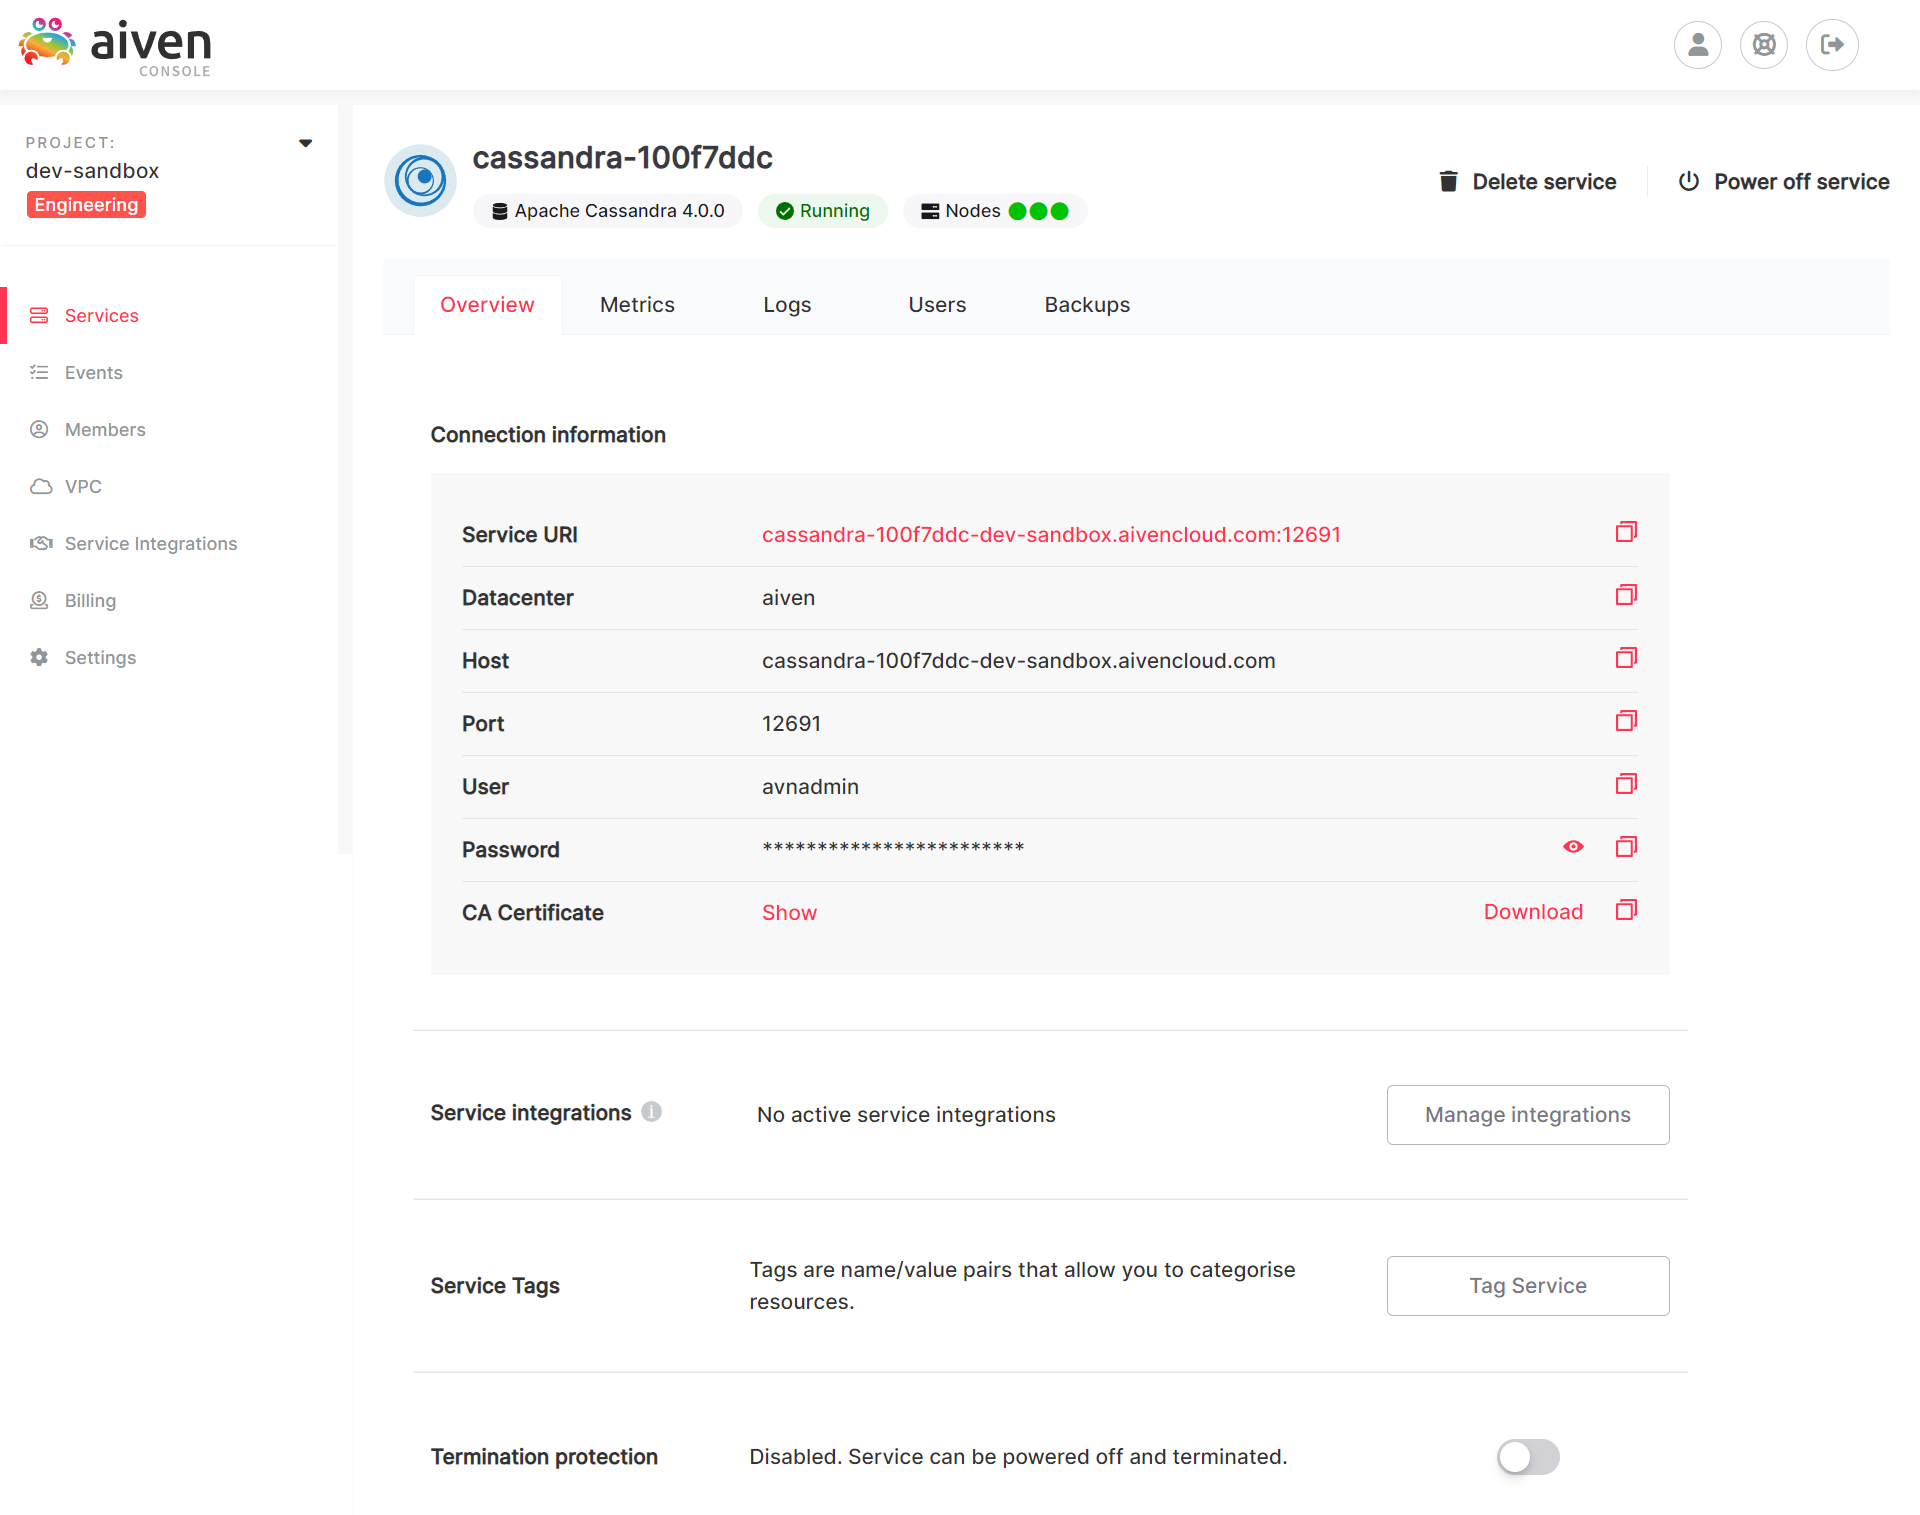 aiven
CONSOLE
PROJECT:
dev-sandbox
Engineering
Services
Events
Members
VPC
Service Integrations
Billing
Settings
cassandra-100f7ddc
Apache Cassandra 4.0.0
Running
Nodes
Delete service
Power off service
Overview
Metrics
Logs
Users
Backups
Connection information
Service URI
cassandra-100f7ddc-dev-sandbox.aivencloud.com:12691
Datacenter
aiven
Host
cassandra-100f7ddc-dev-sandbox.aivencloud.com
Port
12691
User
avnadmin
Password
************************
CA Certificate
Show
Download
Service integrations
No active service integrations
Manage integrations
Service Tags
Tags are name/value pairs that allow you to categorise
resources.
Tag Service
Termination protection
Disabled. Service can be powered off and terminated.